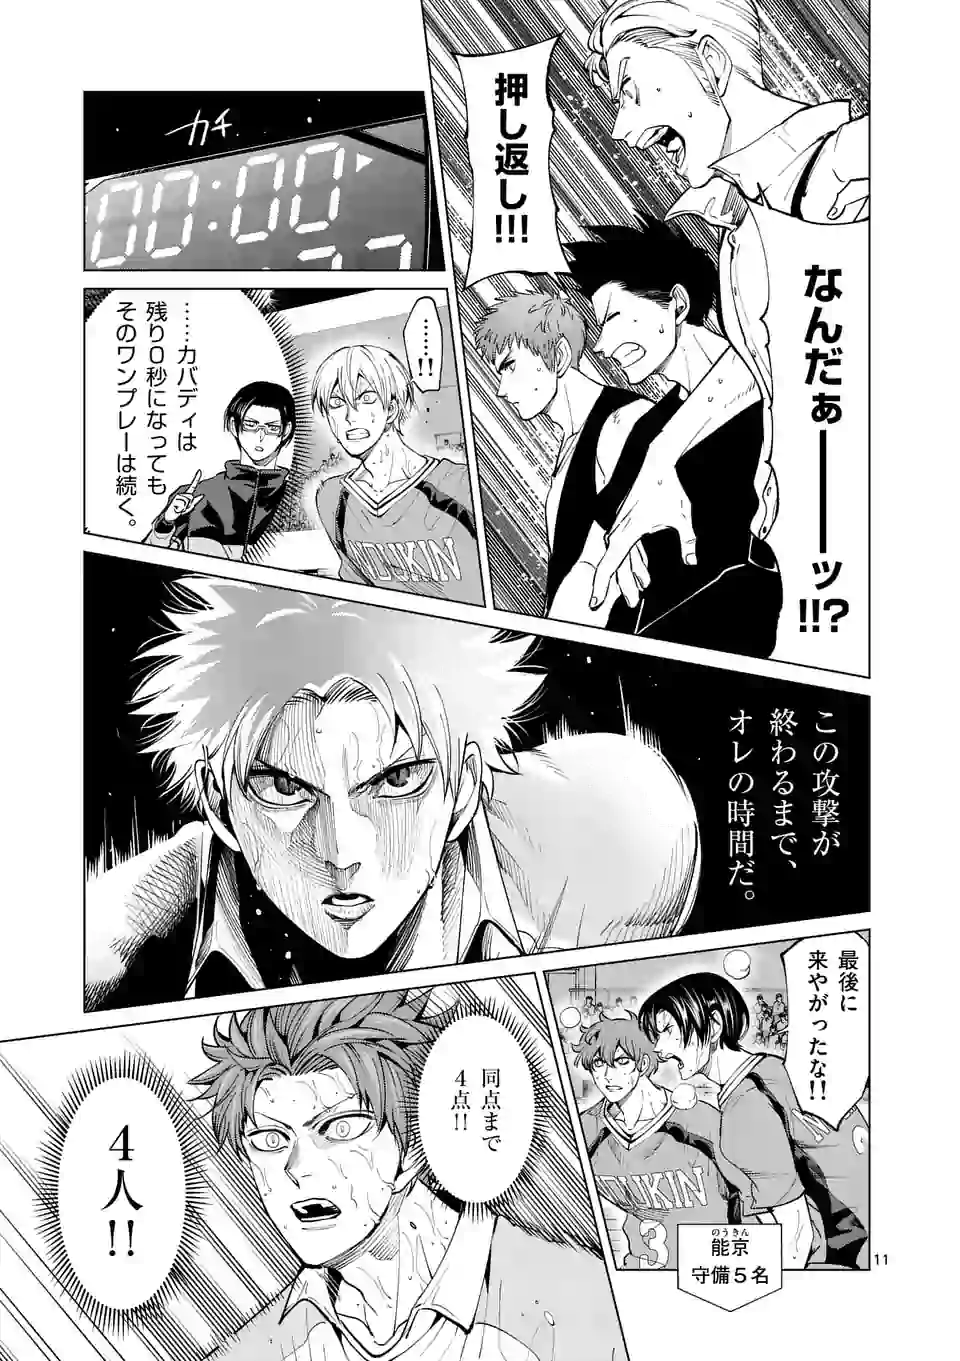 なんだぁーーッ!!?
押し返し!!!
カチ
00:00
……!!
……カバディは
残り0秒になっても
そのワンプレーは続く。
この攻撃が
終わるまで、
オレの時間だ。
最後に
来やがったな!!
のうきん
能京
守備5名
同点まで
4点!!
4人!!
11